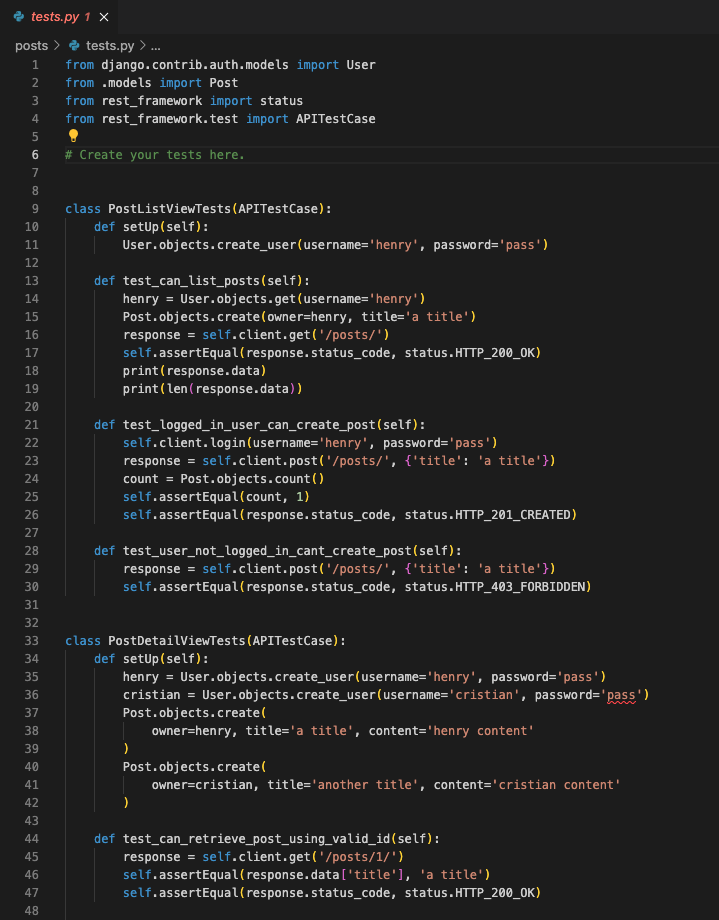 tests.py 1 ×
posts > tests.py > ...
1 from django.contrib.auth.models import User
2 from .models import Post
3 from rest_framework import status
4 from rest_framework.test import APITestCase
5
6 # Create your tests here.
7
8
9 class PostListViewTests(APITestCase):
10     def setUp(self):
11         User.objects.create_user(username='henry', password='pass')
12
13     def test_can_list_posts(self):
14         henry = User.objects.get(username='henry')
15         Post.objects.create(owner=henry, title='a title')
16         response = self.client.get('/posts/')
17         self.assertEqual(response.status_code, status.HTTP_200_OK)
18         print(response.data)
19         print(len(response.data))
20
21     def test_logged_in_user_can_create_post(self):
22         self.client.login(username='henry', password='pass')
23         response = self.client.post('/posts/', {'title': 'a title'})
24         count = Post.objects.count()
25         self.assertEqual(count, 1)
26         self.assertEqual(response.status_code, status.HTTP_201_CREATED)
27
28     def test_user_not_logged_in_cant_create_post(self):
29         response = self.client.post('/posts/', {'title': 'a title'})
30         self.assertEqual(response.status_code, status.HTTP_403_FORBIDDEN)
31
32
33 class PostDetailViewTests(APITestCase):
34     def setUp(self):
35         henry = User.objects.create_user(username='henry', password='pass')
36         cristian = User.objects.create_user(username='cristian', password='pass')
37         Post.objects.create(
38             owner=henry, title='a title', content='henry content'
39         )
40         Post.objects.create(
41             owner=cristian, title='another title', content='cristian content'
42         )
43
44     def test_can_retrieve_post_using_valid_id(self):
45         response = self.client.get('/posts/1/')
46         self.assertEqual(response.data['title'], 'a title')
47         self.assertEqual(response.status_code, status.HTTP_200_OK)
48